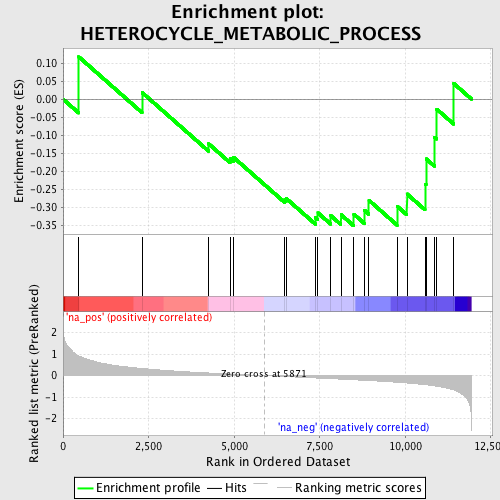 Enrichment plot:
HETEROCYCLE_METABOLIC_PROCESS
Enrichment score (ES)
0.10
0.05
0.00
-0.05
-0.10
-0.15
-0.20
-0.25
-0.30
-0.35
'na_pos' (positively correlated)
Ranked list metric (PreRanked)
2
1
0
-1
-2
Zero cross at 5871
'na_neg' (negatively correlated)
0
2,500
5,000
7,500
10,000
12,500
Rank in Ordered Dataset
Enrichment profile
Hits
Ranking metric scores